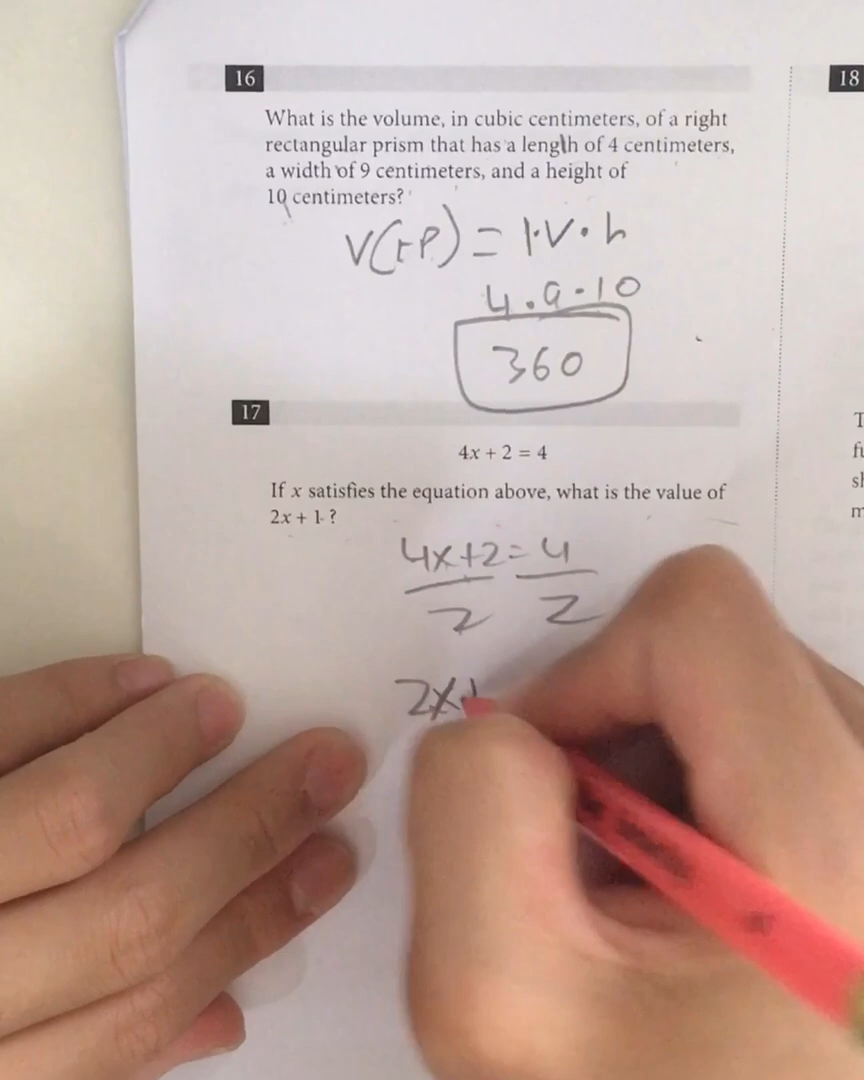 16
What is the volume, in cubic centimeters, of a right
rectangular prism that has a length of 4 centimeters,
a width of 9 centimeters, and a height of
10 centimeters?
V(rP) = l·V·h
4·9·10
360
17
4x + 2 = 4
If x satisfies the equation above, what is the value of
2x + 1 ?
4x+2=4
2 2
2x+
18